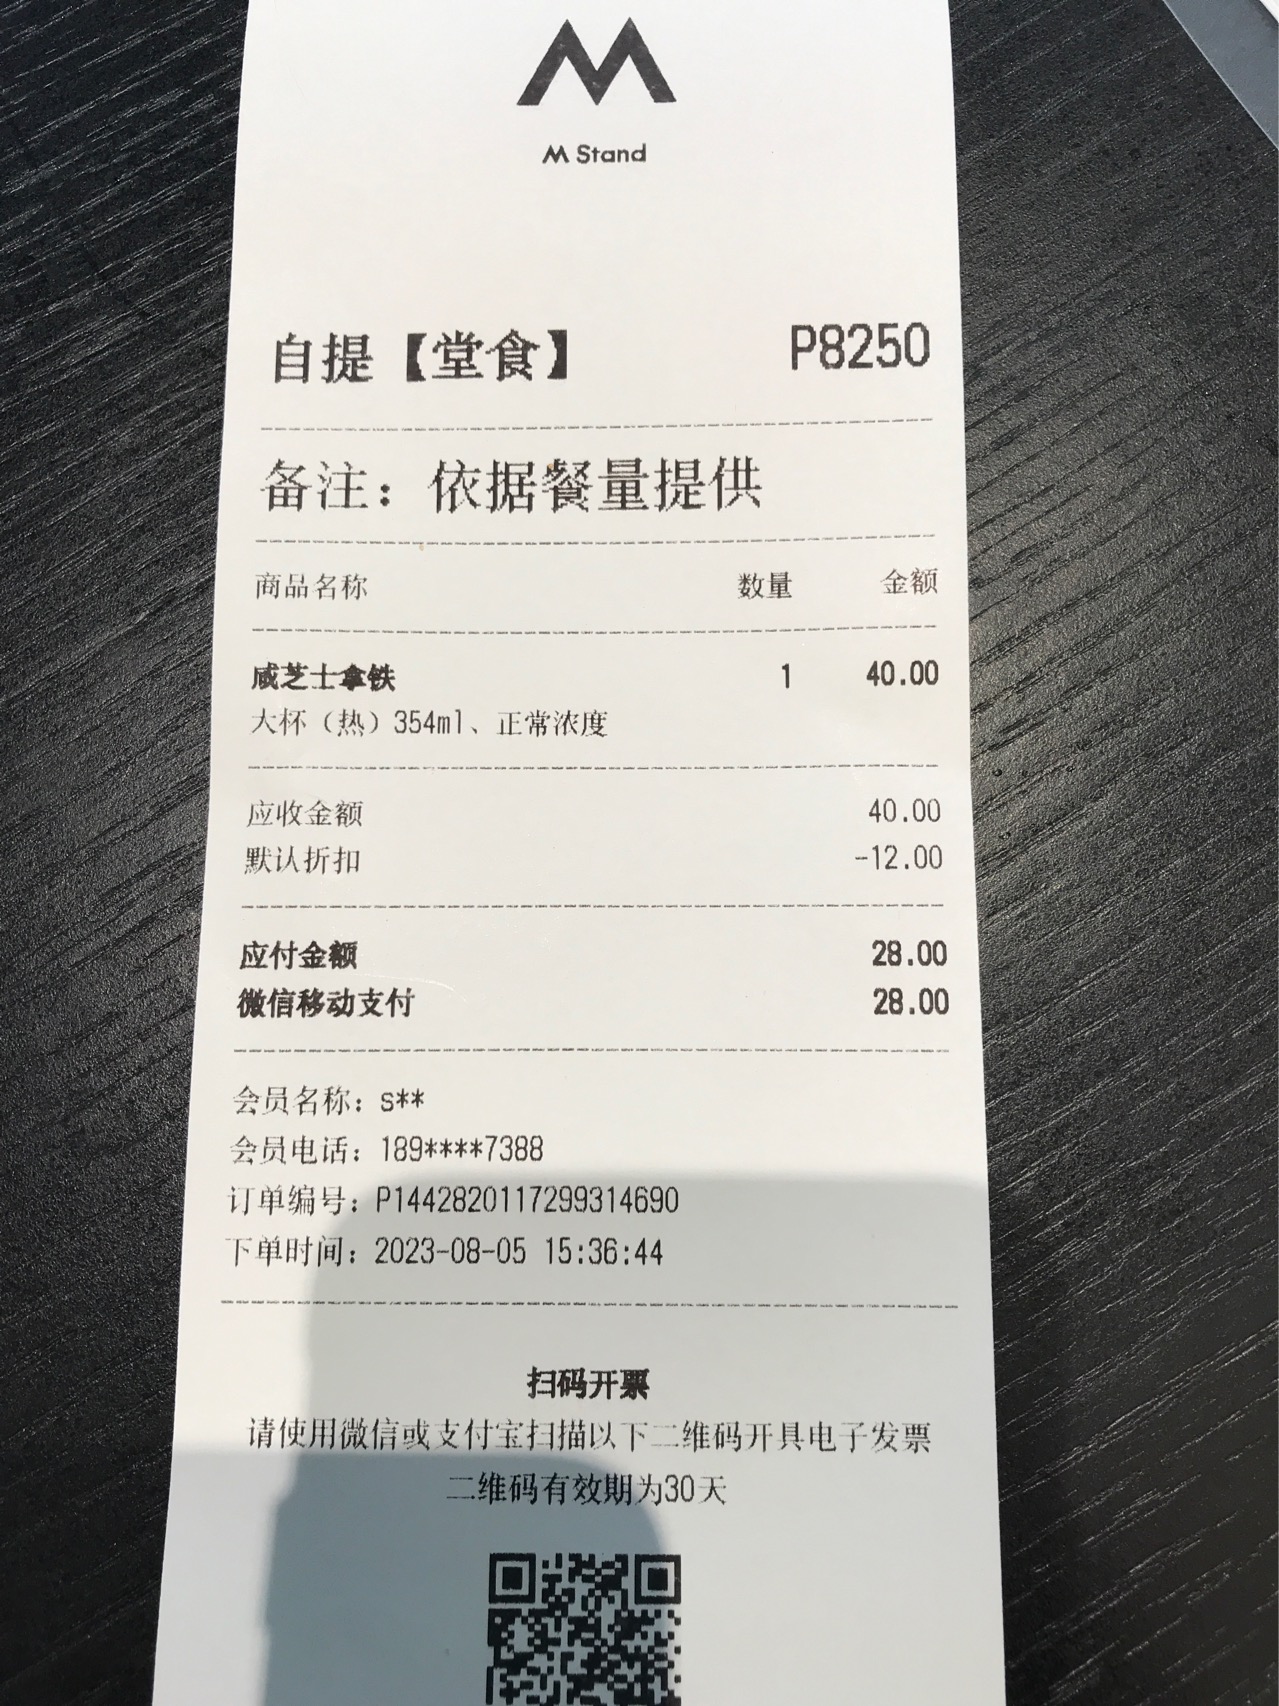 M
M Stand
自提【堂食】 P8250
备注：依据餐量提供
商品名称 数量 金额
咸芝士拿铁 1 40.00
大杯（热）354ml、正常浓度
应收金额 40.00
默认折扣 -12.00
应付金额 28.00
微信移动支付 28.00
会员名称：s**
会员电话：189****7388
订单编号：P1442820117299314690
下单时间：2023-08-05 15:36:44
扫码开票
请使用微信或支付宝扫描以下二维码开具电子发票
二维码有效期为30天